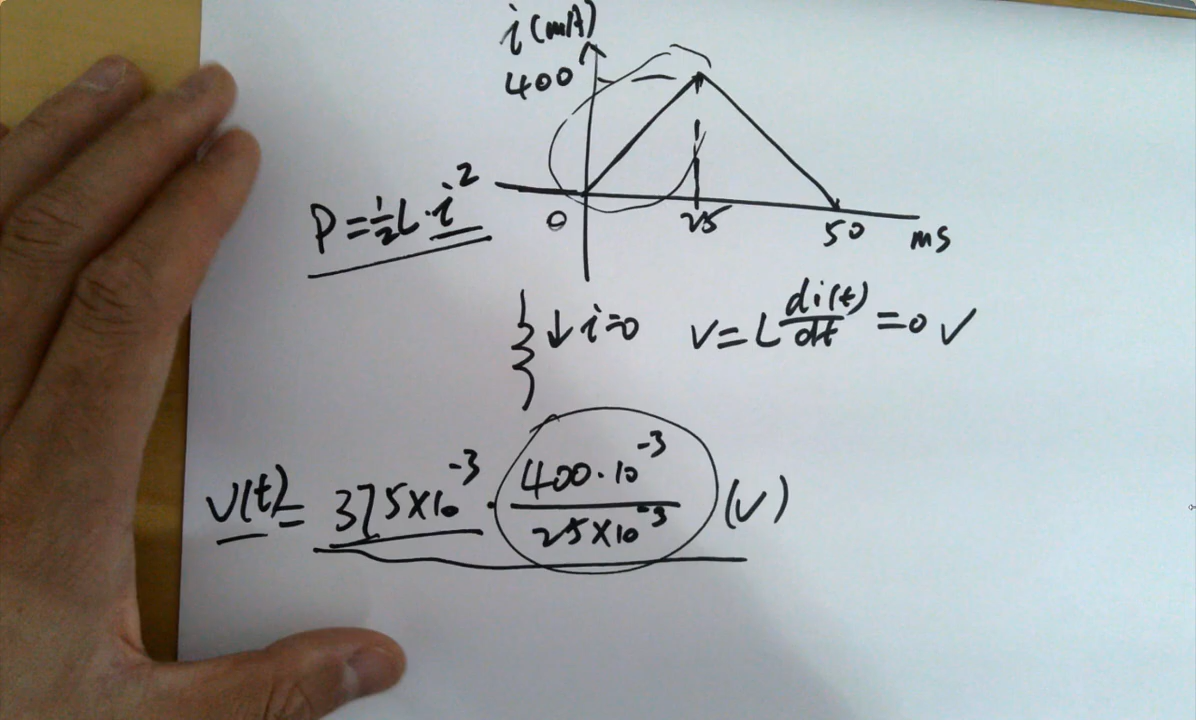 i(mA)
400
0 25 50 ms
P=½L·i²
↓i=0 v=L di(t)/dt =0 V
v(t)= 375×10⁻³ · 400·10⁻³/25×10⁻³ (V)